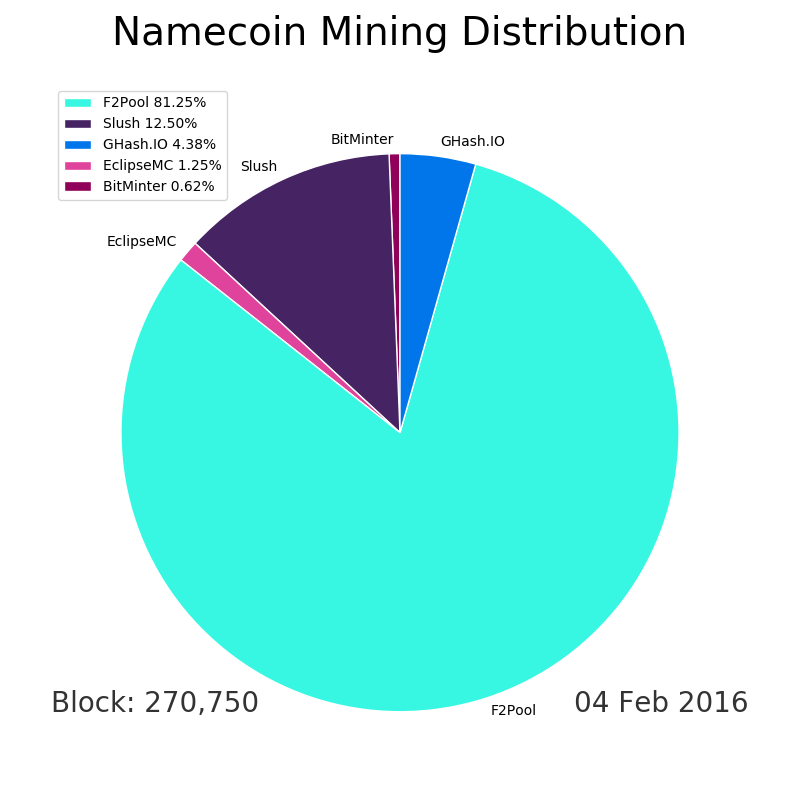 Namecoin Mining Distribution
F2Pool 81.25%
Slush 12.50%
GHash.IO 4.38%
EclipseMC 1.25%
BitMinter 0.62%
BitMinter
GHash.IO
Slush
EclipseMC
F2Pool
Block: 270,750
04 Feb 2016